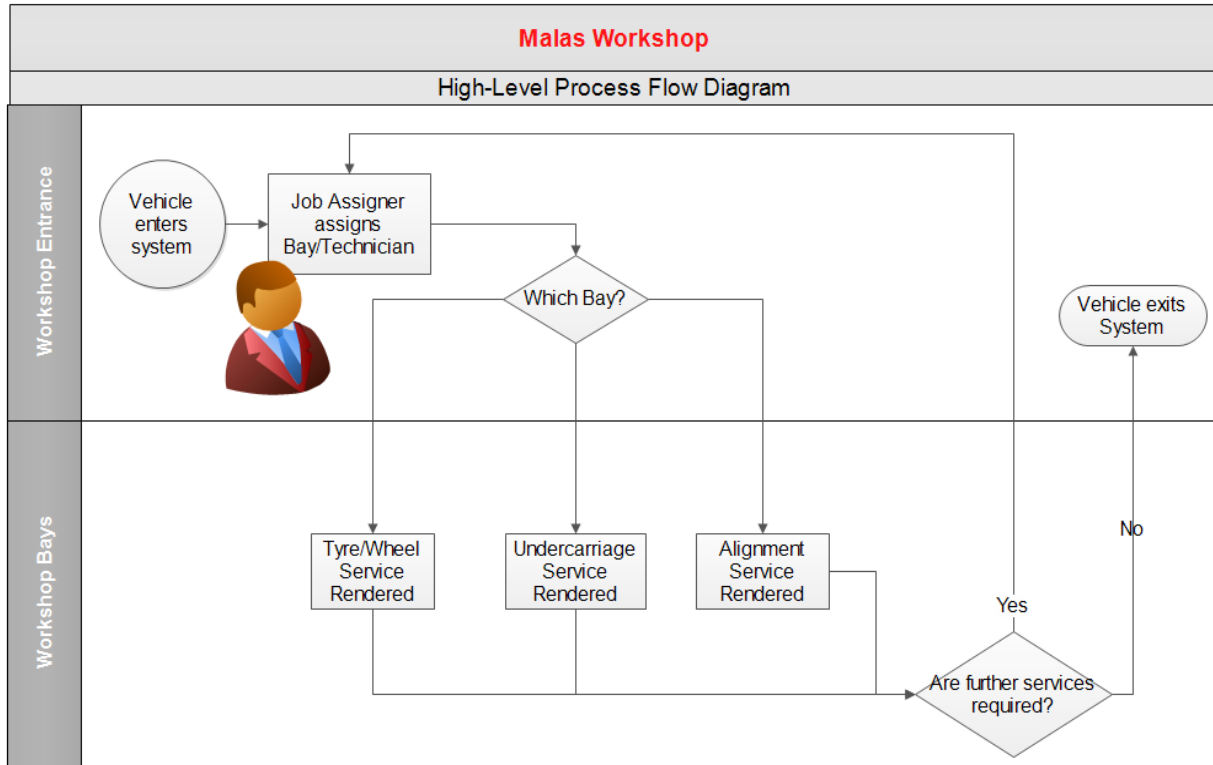 Malas Workshop
High-Level Process Flow Diagram
Workshop Entrance
Vehicle
enters
system
Job Assigner
assigns
Bay/Technician
Which Bay?
Vehicle exits
System
Workshop Bays
Tyre/Wheel
Service
Rendered
Undercarriage
Service
Rendered
Alignment
Service
Rendered
No
Yes
Are further services
required?